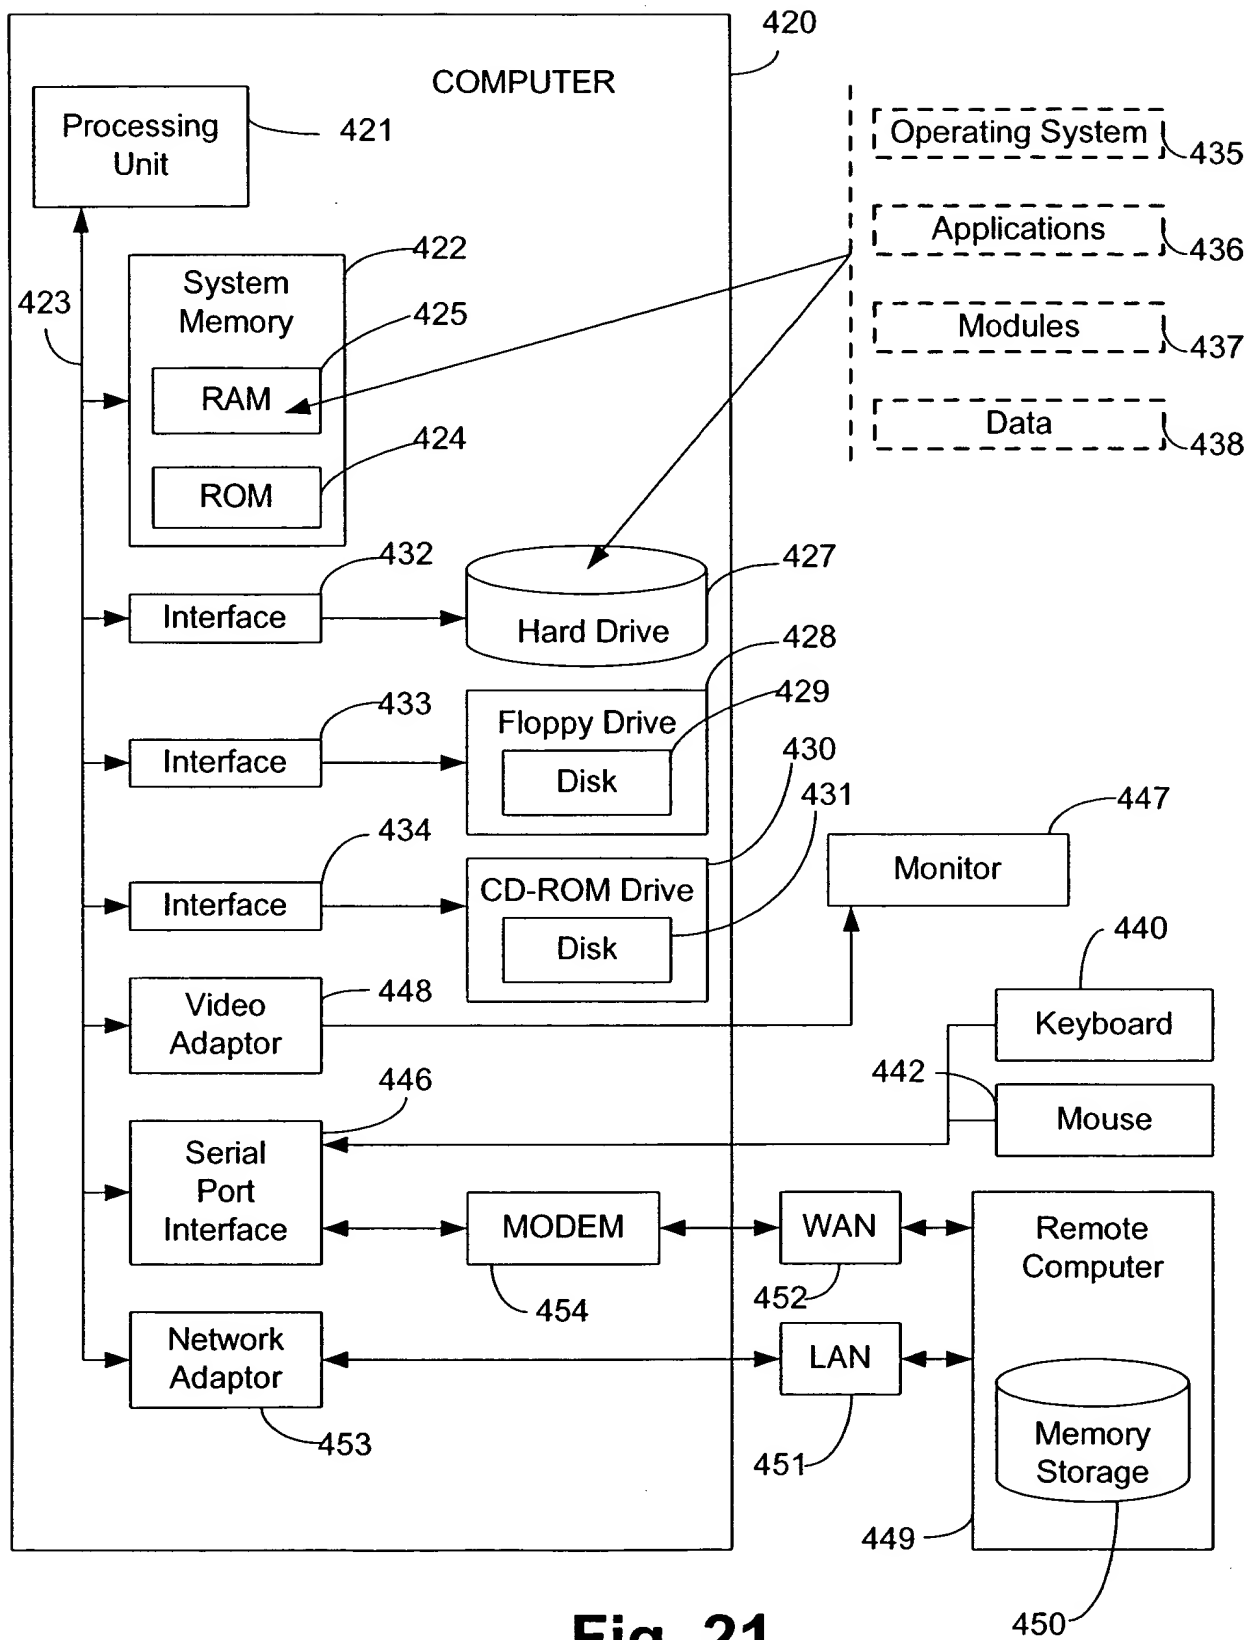 420
COMPUTER
Processing
Unit
421
Operating System
435
Applications
436
Modules
437
Data
438
422
System
Memory
423
425
RAM
424
ROM
432
Interface
427
Hard Drive
428
433
Interface
Floppy Drive
429
Disk
430
431
434
Interface
CD-ROM Drive
Disk
447
Monitor
440
Keyboard
442
Mouse
448
Video
Adaptor
446
Serial
Port
Interface
MODEM
454
WAN
452
Remote
Computer
Network
Adaptor
453
LAN
451
Memory
Storage
449
450
Fig. 21